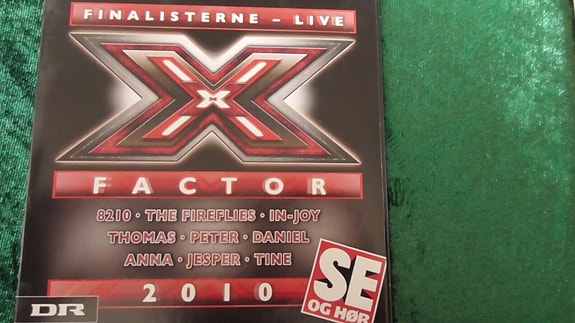 FINALISTERNE – LIVE
X
FACTOR
8210 • THE FIREFLIES • IN-JOY
THOMAS • PETER • DANIEL
ANNA • JESPER • TINE
2010
DR
SE
OG HØR